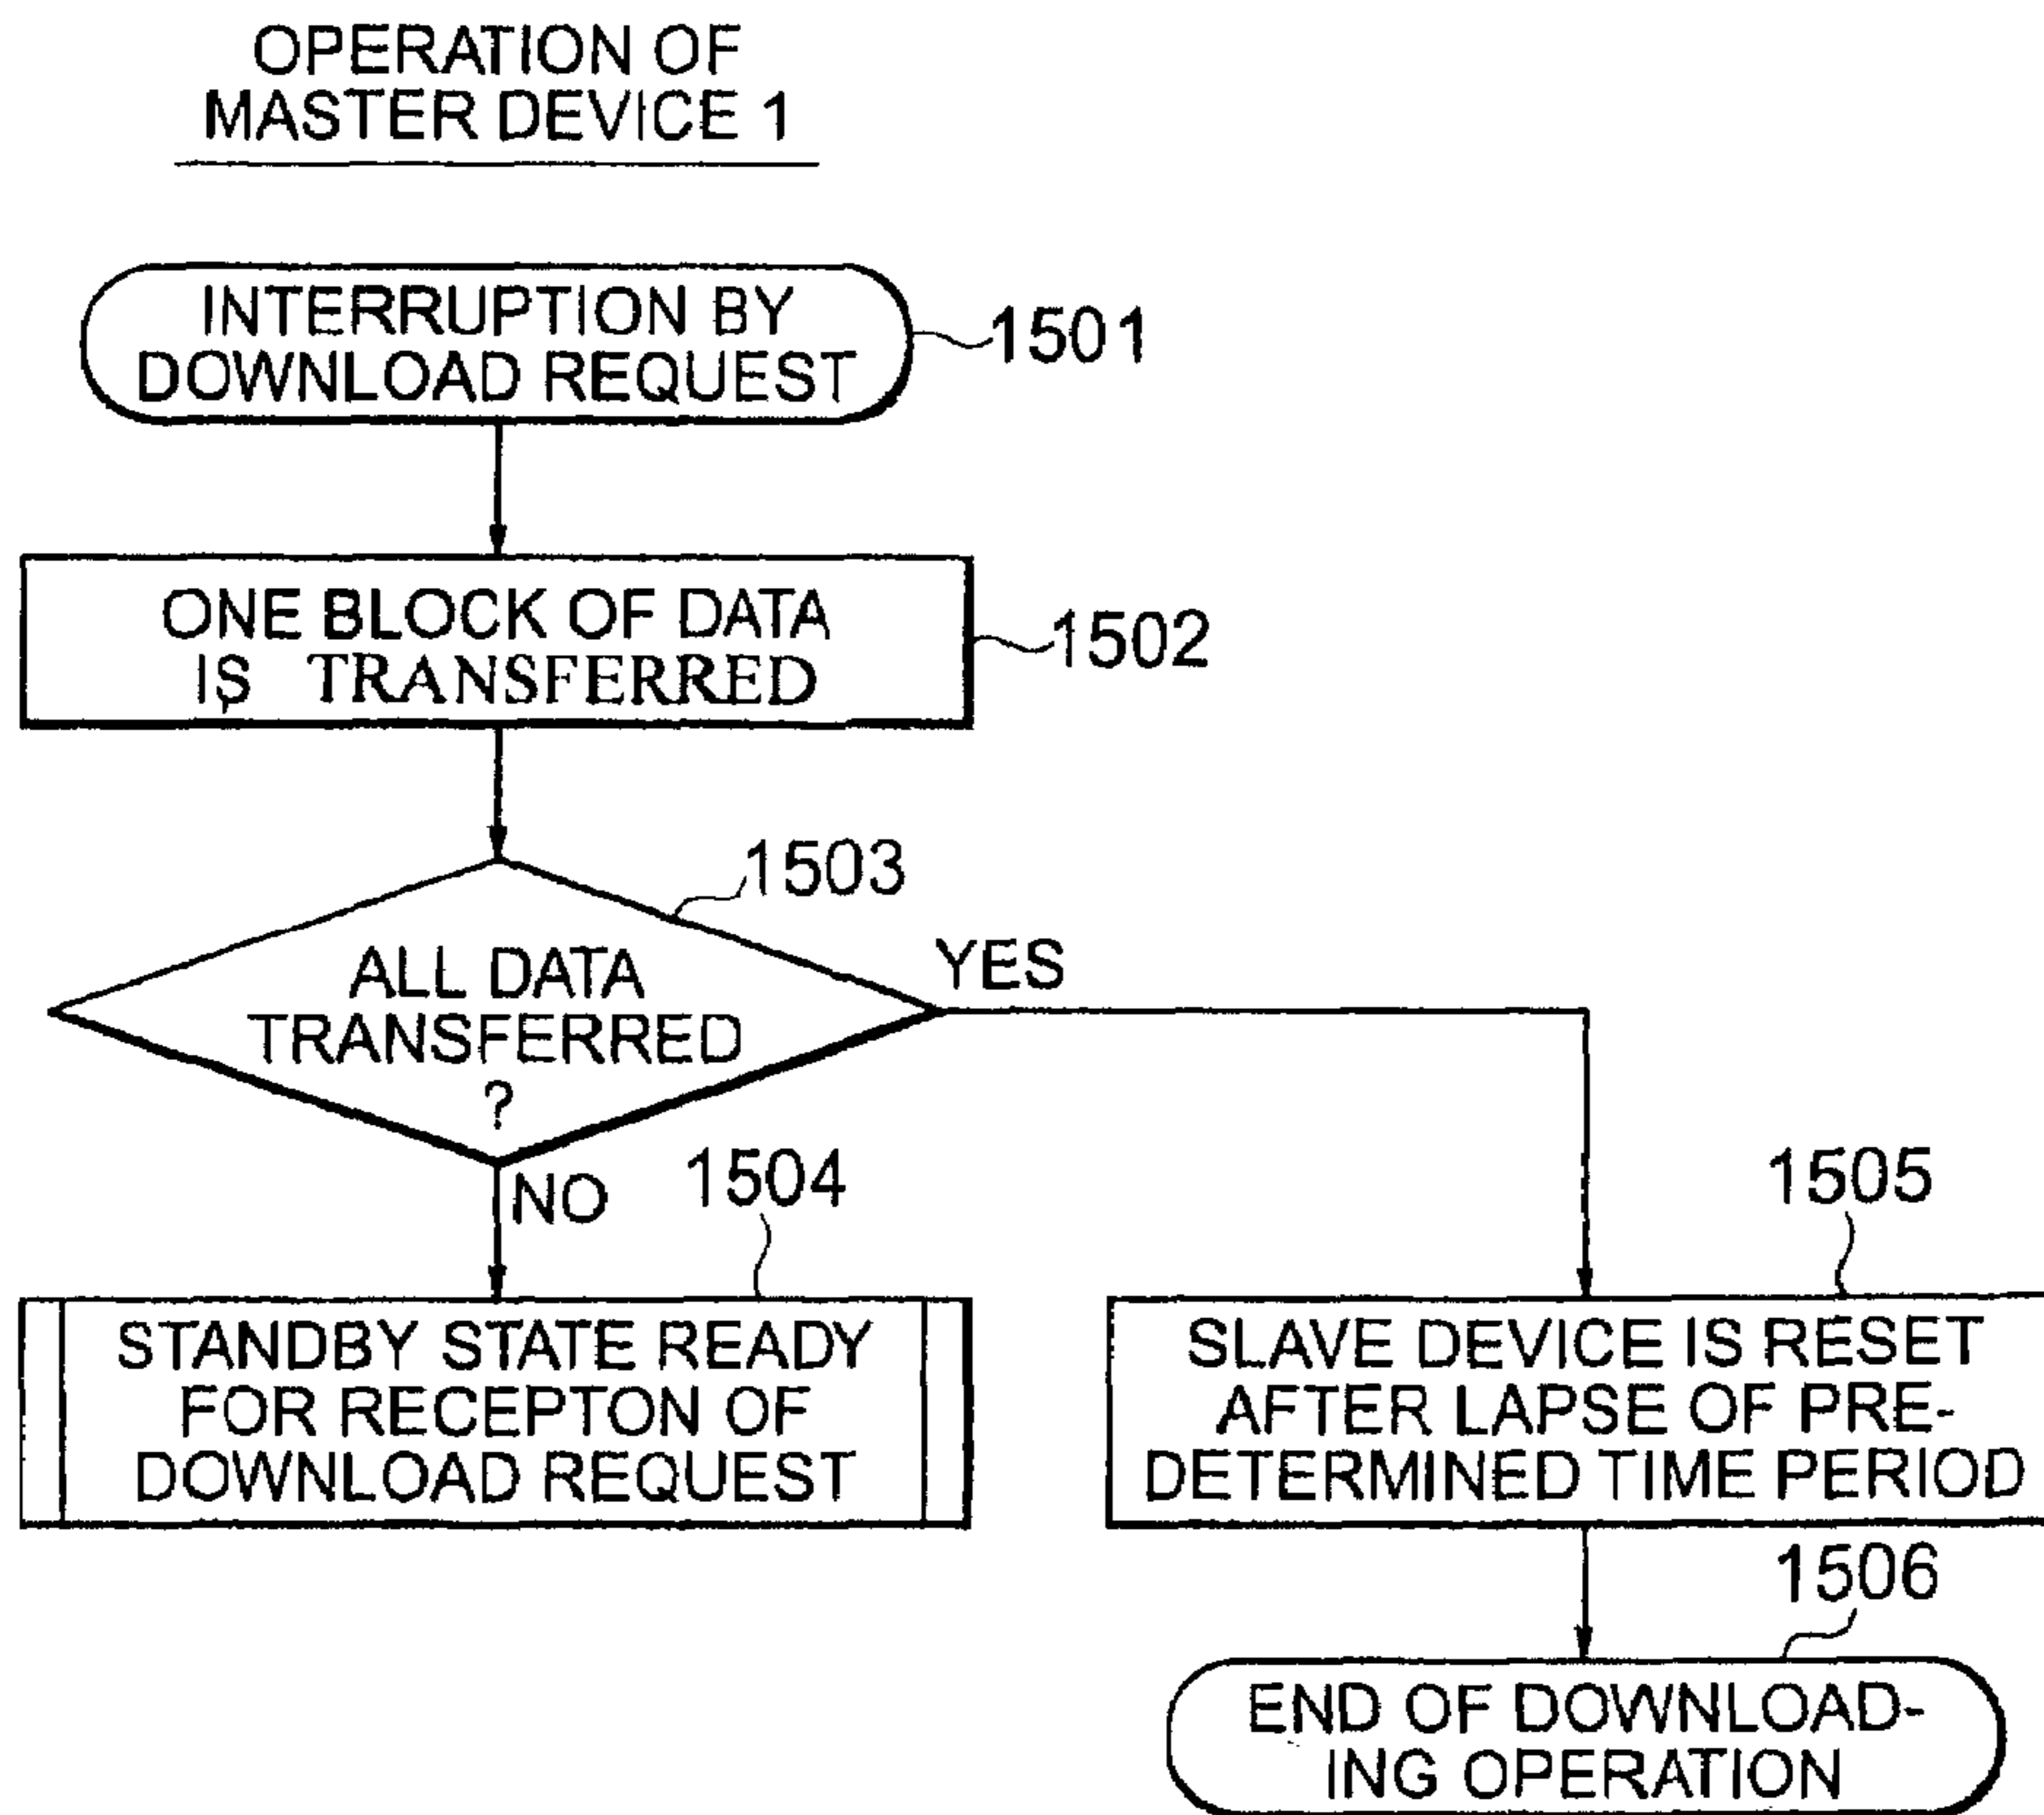 OPERATION OF
MASTER DEVICE 1
INTERRUPTION BY
DOWNLOAD REQUEST
1501
ONE BLOCK OF DATA
IS TRANSFERRED
1502
1503
ALL DATA
TRANSFERRED
?
YES
NO
1504
STANDBY STATE READY
FOR RECEPTON OF
DOWNLOAD REQUEST
1505
SLAVE DEVICE IS RESET
AFTER LAPSE OF PRE-
DETERMINED TIME PERIOD
1506
END OF DOWNLOAD-
ING OPERATION